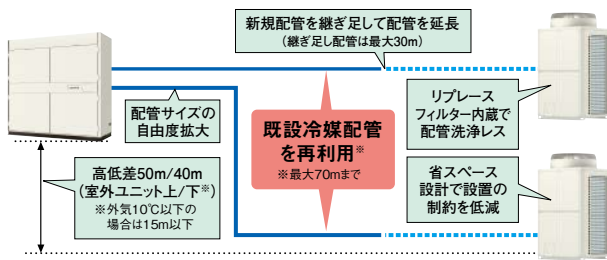 新規配管を継ぎ足して配管を延長
（継ぎ足し配管は最大30m）
リプレース
フィルター内蔵で
配管洗浄レス
配管サイズの
自由度拡大
既設冷媒配管
を再利用※
※最大70mまで
高低差50m/40m
（室外ユニット上/下※）
※外気10℃以下の
場合は15m以下
省スペース
設計で設置の
制約を低減